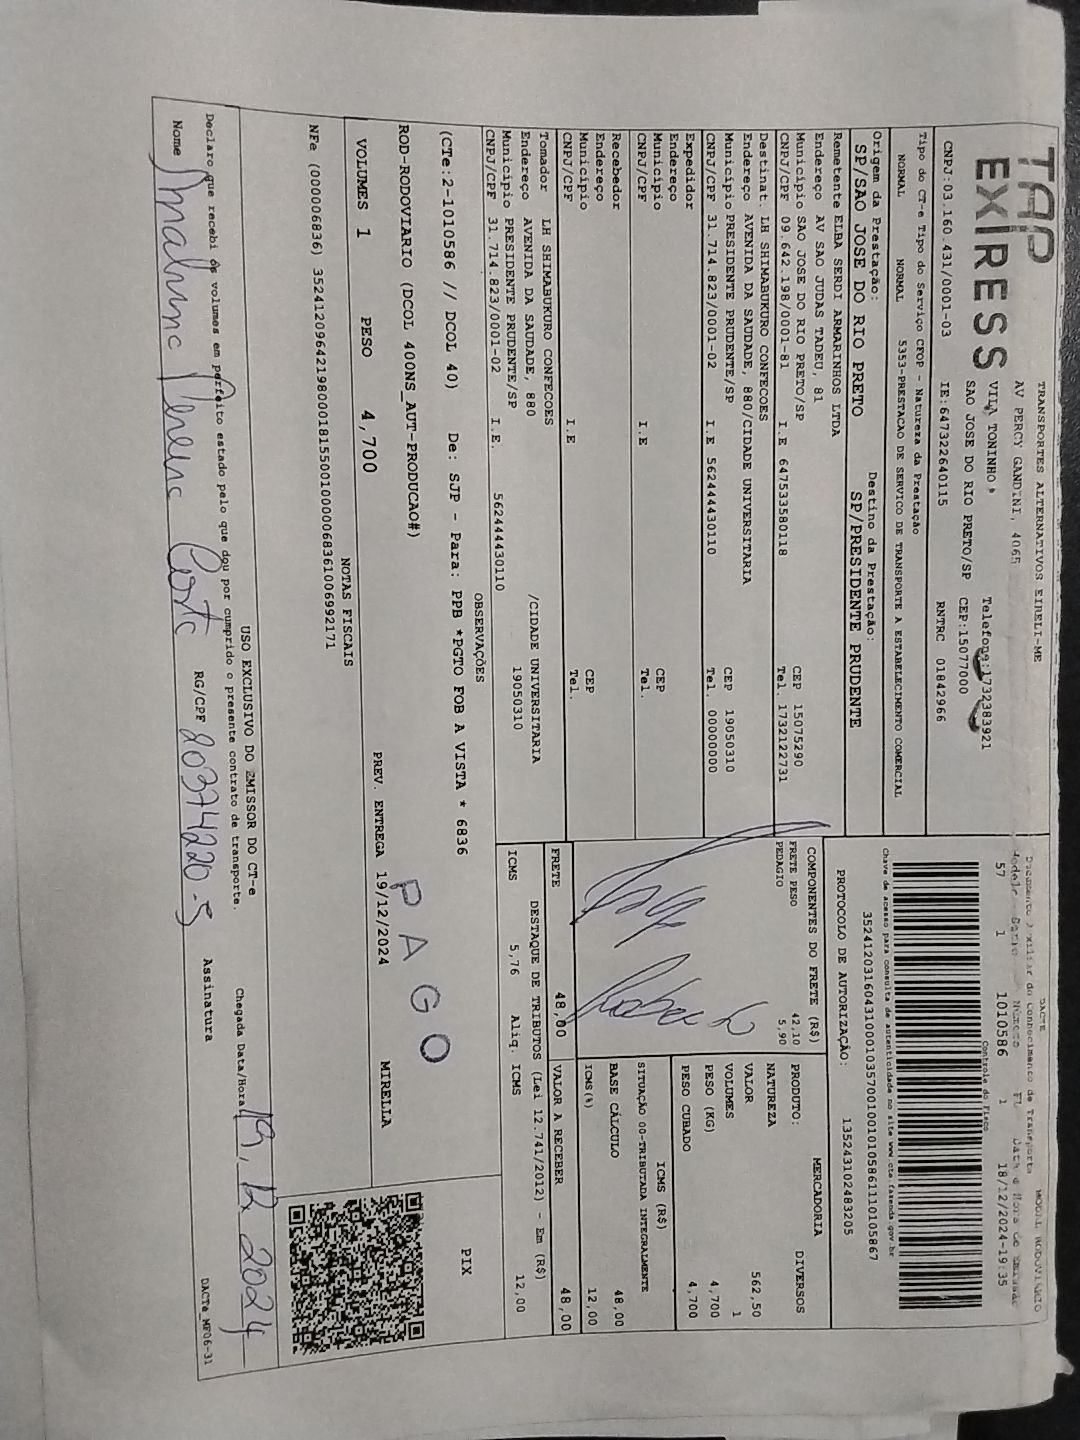 TAP
EXIRESS
TRANSPORTES ALTERNATIVOS EIRELI-ME
AV PERCY GANDINI, 4065
VILA TONINHO
SAO JOSE DO RIO PRETO/SP CEP:15077000
Telefone:1732383921
CNPJ:03.160.431/0001-03 IE:647322640115 RNTRC 01842966
DACTE MODAL RODOVIÁRIO
Documento Auxiliar do Conhecimento de Transporte
Modelo Série Número FL Data e Hora de Emissão
57 1 1010586 1 18/12/2024-19:35
Controle do Fisco
Chave de acesso para consulta de autenticidade no site www.cte.fazenda.gov.br
PROTOCOLO DE AUTORIZAÇÃO: 135243102483205
Tipo do CT-e Tipo do Serviço CFOP - Natureza da Prestação
NORMAL NORMAL 5353-PRESTACAO DE SERVICO DE TRANSPORTE A ESTABELECIMENTO COMERCIAL
Origem da Prestação: Destino da Prestação:
SP/SAO JOSE DO RIO PRETO SP/PRESIDENTE PRUDENTE
Remetente ELBA SERDI ARMARINHOS LTDA
Endereço AV SAO JUDAS TADEU, 81
Município SAO JOSE DO RIO PRETO/SP CEP 15075290
CNPJ/CPF 09.642.198/0001-81 I.E 647533580118 Tel. 1732122731
Destinat. LH SHIMABUKURO CONFECOES
Endereço AVENIDA DA SAUDADE, 880/CIDADE UNIVERSITARIA
Município PRESIDENTE PRUDENTE/SP CEP 19050310
CNPJ/CPF 31.714.823/0001-02 I.E 562444430110 Tel. 00000000
Expedidor
Endereço
Município CEP
CNPJ/CPF I.E Tel.
Recebedor
Endereço
Município CEP
CNPJ/CPF I.E Tel.
Tomador LH SHIMABUKURO CONFECOES
Endereço AVENIDA DA SAUDADE, 880 /CIDADE UNIVERSITARIA
Município PRESIDENTE PRUDENTE/SP 19050310
CNPJ/CPF 31.714.823/0001-02 I.E. 562444430110
COMPONENTES DO FRETE (R$)
FRETE PESO 42,10
PEDAGIO 5,90
PRODUTO: MERCADORIA
NATUREZA DIVERSOS
VALOR 562,50
VOLUMES 1
PESO (KG) 4,700
PESO CUBADO 4,700
ICMS (R$)
SITUAÇÃO 00-TRIBUTADA INTEGRALMENTE
BASE CÁLCULO 48,00
ICMS(%) 12,00
FRETE 48,00 VALOR A RECEBER 48,00
DESTAQUE DE TRIBUTOS (Lei 12.741/2012) - Em (R$)
ICMS 5,76 Aliq. ICMS 12,00
OBSERVAÇÕES
(CTe:2-1010586 // DCOL 40) De: SJP - Para: PPB *PGTO FOB A VISTA * 6836
ROD-RODOVIARIO (DCOL 400NS_AUT-PRODUCAO#)
PAGO
PIX
VOLUMES 1 PESO 4,700 PREV. ENTREGA 19/12/2024 MIRELLA
NOTAS FISCAIS
NFe (000006836) 35241209642198000181550010000068361006992171
USO EXCLUSIVO DO EMISSOR DO CT-e
Declaro que recebi os volumes em perfeito estado pelo que dou por cumprido o presente contrato de transporte. Chegada Data/Hora 19, 12 2024
Nome RG/CPF 20374220-5 Assinatura
DACTe_MF06-31